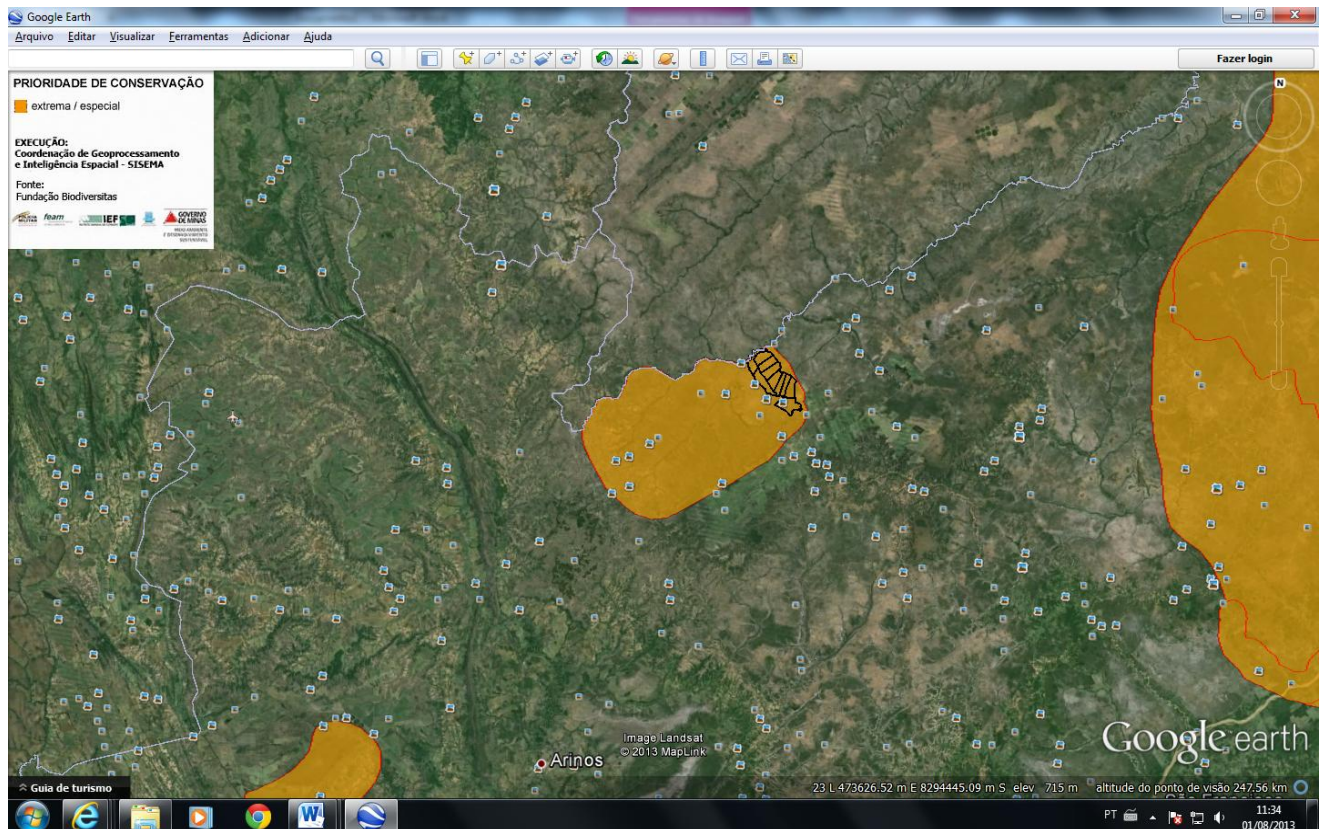 Google Earth
Arquivo Editar Visualizar Ferramentas Adicionar Ajuda
Fazer login
PRIORIDADE DE CONSERVAÇÃO
extrema / especial
EXECUÇÃO:
Coordenação de Geoprocessamento
e Inteligência Espacial - SISEMA
Fonte:
Fundação Biodiversitas
feam IEF GOVERNO
DE MINAS
N
Arinos
Image Landsat
© 2013 MapLink
Google earth
Guia de turismo
23 L 473626.52 m E 8294445.09 m S elev 715 m altitude do ponto de visão 247.56 km
PT 11:34
01/08/2013